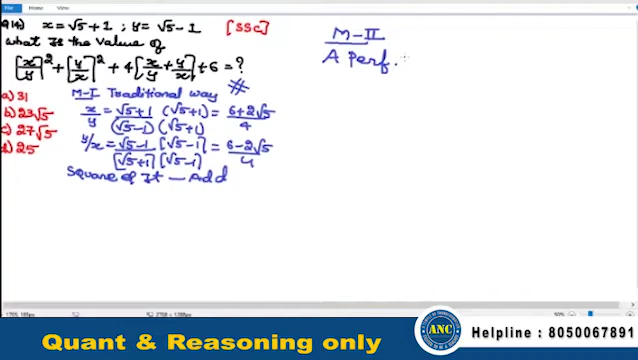 File Home View
Q14) x = √5 + 1 ; y = √5 - 1 [SSC]
what Is the value of
[x/y]² + [y/x]² + 4[x/y + y/x] + 6 = ?
a) 31
b) 23√5
c) 27√5
d) 25
M-I Traditional way
x/y = √5+1 (√5+1) / (√5-1) (√5+1) = 6+2√5 / 4
y/x = √5-1 [√5-1] / [√5+1] [√5-1] = 6-2√5 / 4
Square of It — Add
M-II
A Perf.
50%
ANC
Quant & Reasoning only
Helpline : 8050067891